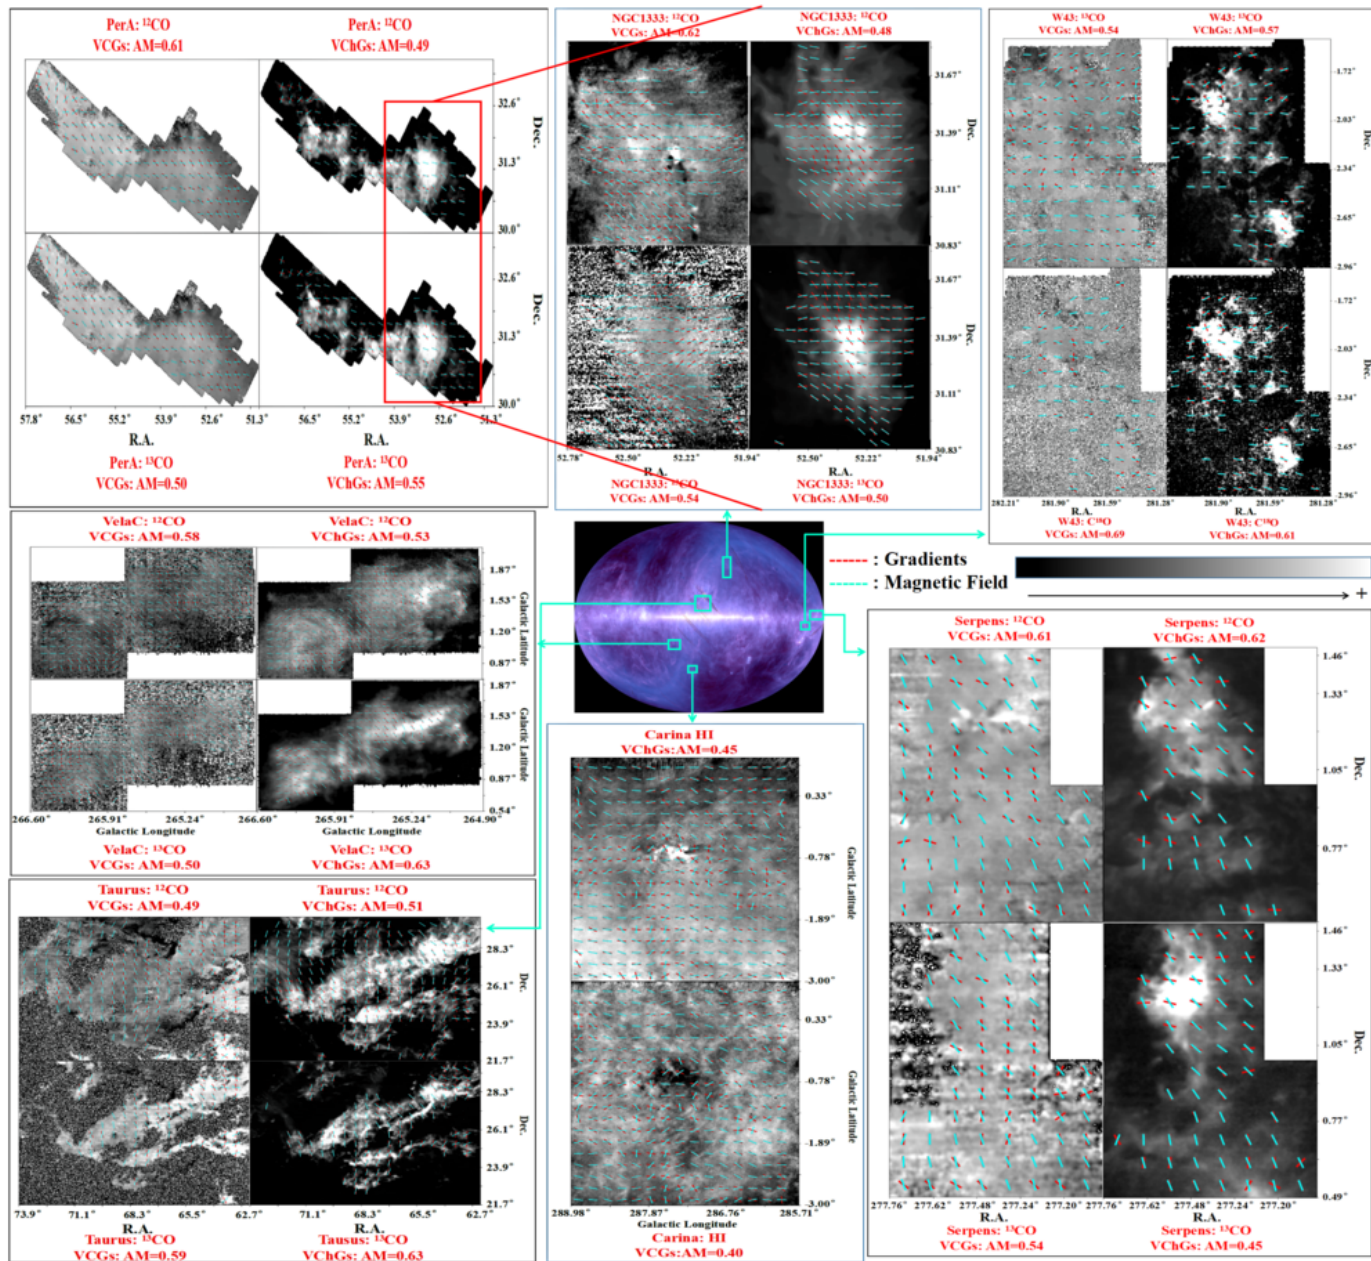 PerA: ¹²CO
VCGs: AM=0.61
PerA: ¹²CO
VChGs: AM=0.49
32.6°
31.3°
30.0°
Dec.
32.6°
31.3°
30.0°
Dec.
57.8 56.5° 55.2° 53.9° 52.6° 51.3°
R.A.
R.A.
PerA: ¹³CO
VCGs: AM=0.50
PerA: ¹³CO
VChGs: AM=0.55
NGC1333: ¹²CO
VCGs: AM=0.62
NGC1333: ¹²CO
VChGs: AM=0.48
31.67°
31.39°
31.11°
30.83°
Dec.
31.67°
31.39°
31.11°
30.83°
Dec.
52.78° 52.50° 52.22° 51.94° 52.50° 52.22° 51.94°
R.A.
R.A.
NGC1333: ¹³CO
VCGs: AM=0.54
NGC1333: ¹³CO
VChGs: AM=0.50
W43: ¹³CO
VCGs: AM=0.54
W43: ¹³CO
VChGs: AM=0.57
-1.72°
-2.03°
-2.34°
-2.65°
-2.96°
Dec.
-1.72°
-2.03°
-2.34°
-2.65°
-2.96°
Dec.
282.21° 281.90° 281.59° 281.28° 281.90° 281.59° 281.28°
R.A.
R.A.
W43: C¹⁸O
VCGs: AM=0.69
W43: C¹⁸O
VChGs: AM=0.61
: Gradients
: Magnetic Field
+
VelaC: ¹²CO
VCGs: AM=0.58
VelaC: ¹²CO
VChGs: AM=0.53
1.87°
1.53°
1.20°
0.87°
Galactic Latitude
1.87°
1.53°
1.20°
0.87°
0.54°
Galactic Latitude
266.60° 265.91° 265.24° 266.60° 265.91° 265.24° 264.90°
Galactic Longitude
Galactic Longitude
VelaC: ¹³CO
VCGs: AM=0.50
VelaC: ¹³CO
VChGs: AM=0.63
Taurus: ¹²CO
VCGs: AM=0.49
Taurus: ¹²CO
VChGs: AM=0.51
28.3°
26.1°
23.9°
21.7°
Dec.
28.3°
26.1°
23.9°
21.7°
Dec.
73.9° 71.1° 68.3° 65.5° 62.7° 71.1° 68.3° 65.5° 62.7°
R.A.
R.A.
Taurus: ¹³CO
VCGs: AM=0.59
Tausus: ¹³CO
VChGs: AM=0.63
Carina HI
VChGs:AM=0.45
0.33°
-0.78°
-1.89°
-3.00°
Galactic Latitude
0.33°
-0.78°
-1.89°
-3.00°
Galactic Latitude
288.98° 287.87° 286.76° 285.71°
Galactic Longitude
Carina: HI
VCGs:AM=0.40
Serpens: ¹²CO
VCGs: AM=0.61
Serpens: ¹²CO
VChGs: AM=0.62
1.46°
1.33°
1.05°
0.77°
Dec.
1.46°
1.33°
1.05°
0.77°
0.49°
Dec.
277.76° 277.62° 277.48° 277.24° 277.76° 277.62° 277.48° 277.24° 277.20°
R.A.
R.A.
Serpens: ¹³CO
VCGs: AM=0.54
Serpens: ¹³CO
VChGs: AM=0.45